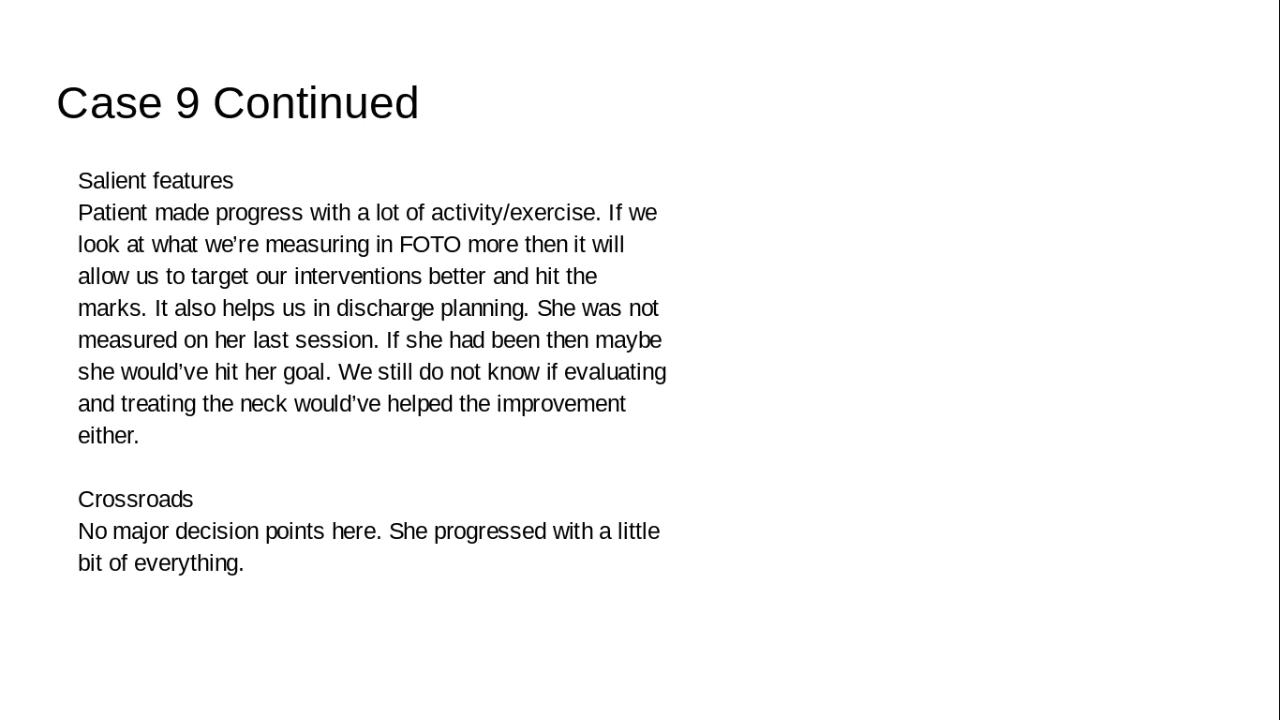 Case 9 Continued
Salient features
Patient made progress with a lot of activity/exercise. If we
look at what we’re measuring in FOTO more then it will
allow us to target our interventions better and hit the
marks. It also helps us in discharge planning. She was not
measured on her last session. If she had been then maybe
she would’ve hit her goal. We still do not know if evaluating
and treating the neck would’ve helped the improvement
either.
Crossroads
No major decision points here. She progressed with a little
bit of everything.